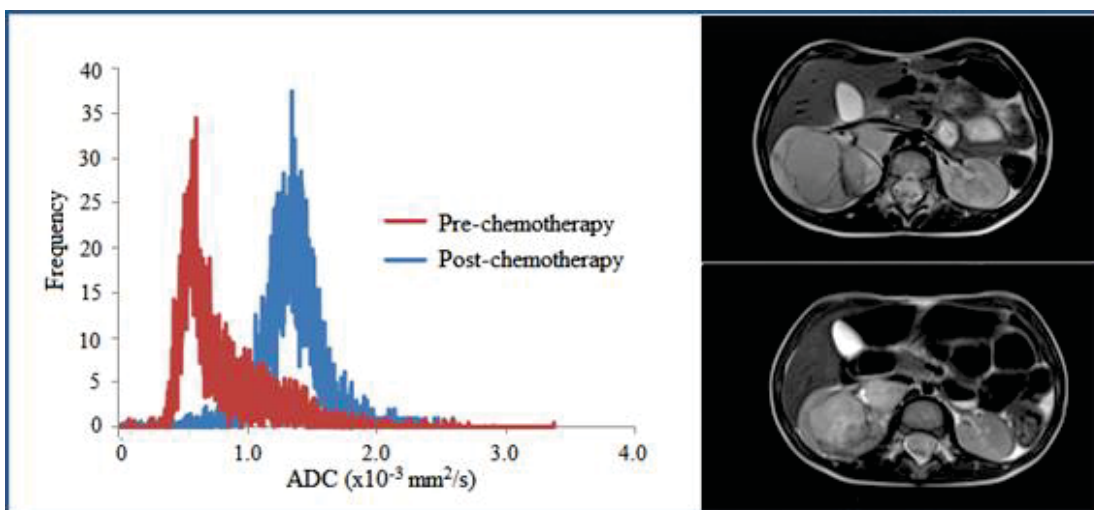 40
35
30
25
20
15
10
5
0
Frequency
Pre-chemotherapy
Post-chemotherapy
0 1.0 2.0 3.0 4.0
ADC (x10⁻³ mm²/s)